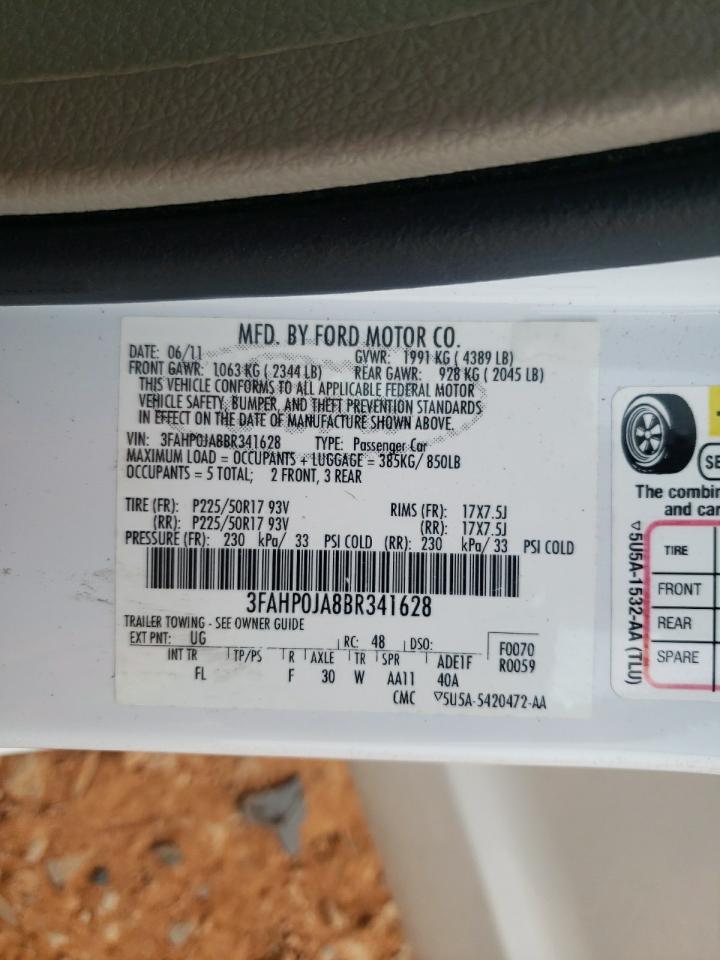 MFD. BY FORD MOTOR CO.
DATE: 06/11 GVWR: 1991 KG ( 4389 LB)
FRONT GAWR: 1063 KG ( 2344 LB) REAR GAWR: 928 KG ( 2045 LB)
THIS VEHICLE CONFORMS TO ALL APPLICABLE FEDERAL MOTOR
VEHICLE SAFETY, BUMPER, AND THEFT PREVENTION STANDARDS
IN EFFECT ON THE DATE OF MANUFACTURE SHOWN ABOVE.
VIN: 3FAHP0JA8BR341628 TYPE: Passenger Car
MAXIMUM LOAD = OCCUPANTS + LUGGAGE = 385KG/ 850LB
OCCUPANTS = 5 TOTAL; 2 FRONT, 3 REAR
TIRE (FR): P225/50R17 93V RIMS (FR): 17X7.5J
(RR): P225/50R17 93V (RR): 17X7.5J
PRESSURE (FR): 230 kPa/ 33 PSI COLD (RR): 230 kPa/ 33 PSI COLD
3FAHP0JA8BR341628
TRAILER TOWING - SEE OWNER GUIDE
EXT PNT: UG RC: 48 DSO: F0070
INT TR TP/PS R AXLE TR SPR ADE1F R0059
FL F 30 W AA11 40A
CMC ▽5U5A-5420472-AA
SE
The combin
and car
TIRE
FRONT
REAR
SPARE
▽5U5A-1532-AA (TLU)